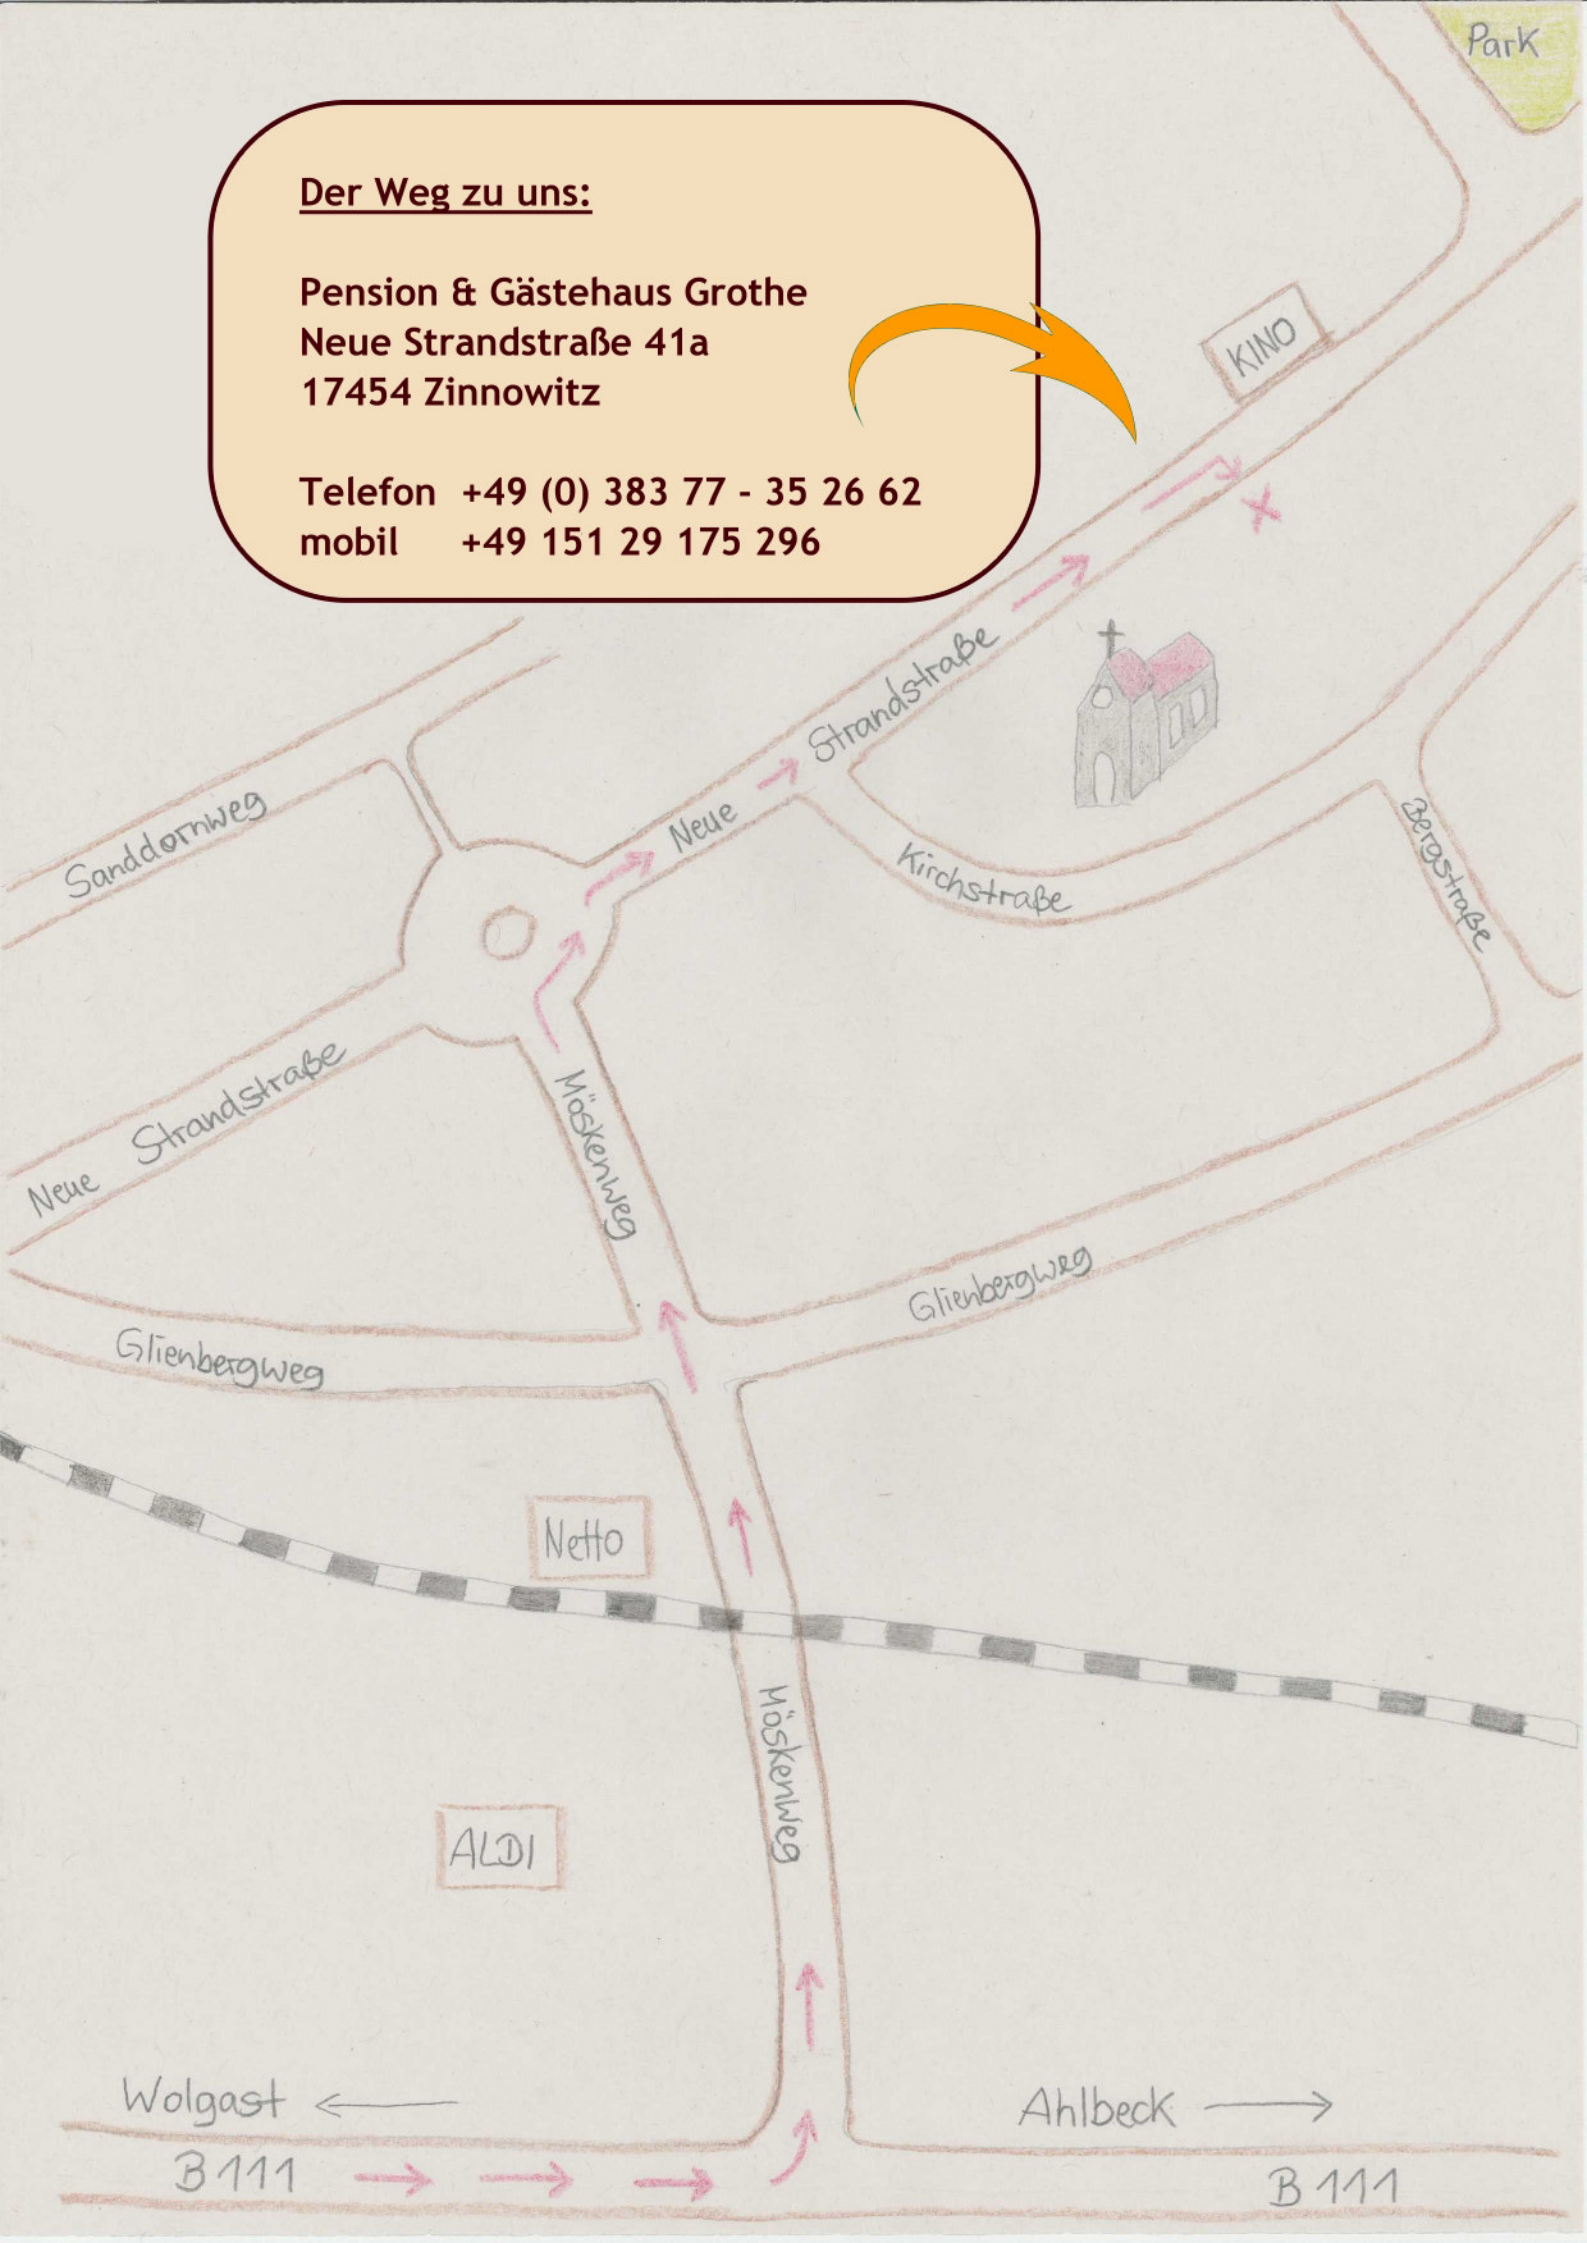 Park
Der Weg zu uns:
Pension & Gästehaus Grothe
Neue Strandstraße 41a
17454 Zinnowitz
Telefon +49 (0) 383 77 - 35 26 62
mobil +49 151 29 175 296
KINO
Neue Strandstraße
Sanddornweg
Kirchstraße
Bergstraße
Neue Strandstraße
Möskenweg
Glienbergweg
Glienbergweg
Netto
Möskenweg
ALDI
Wolgast
Ahlbeck
B 111
B 111